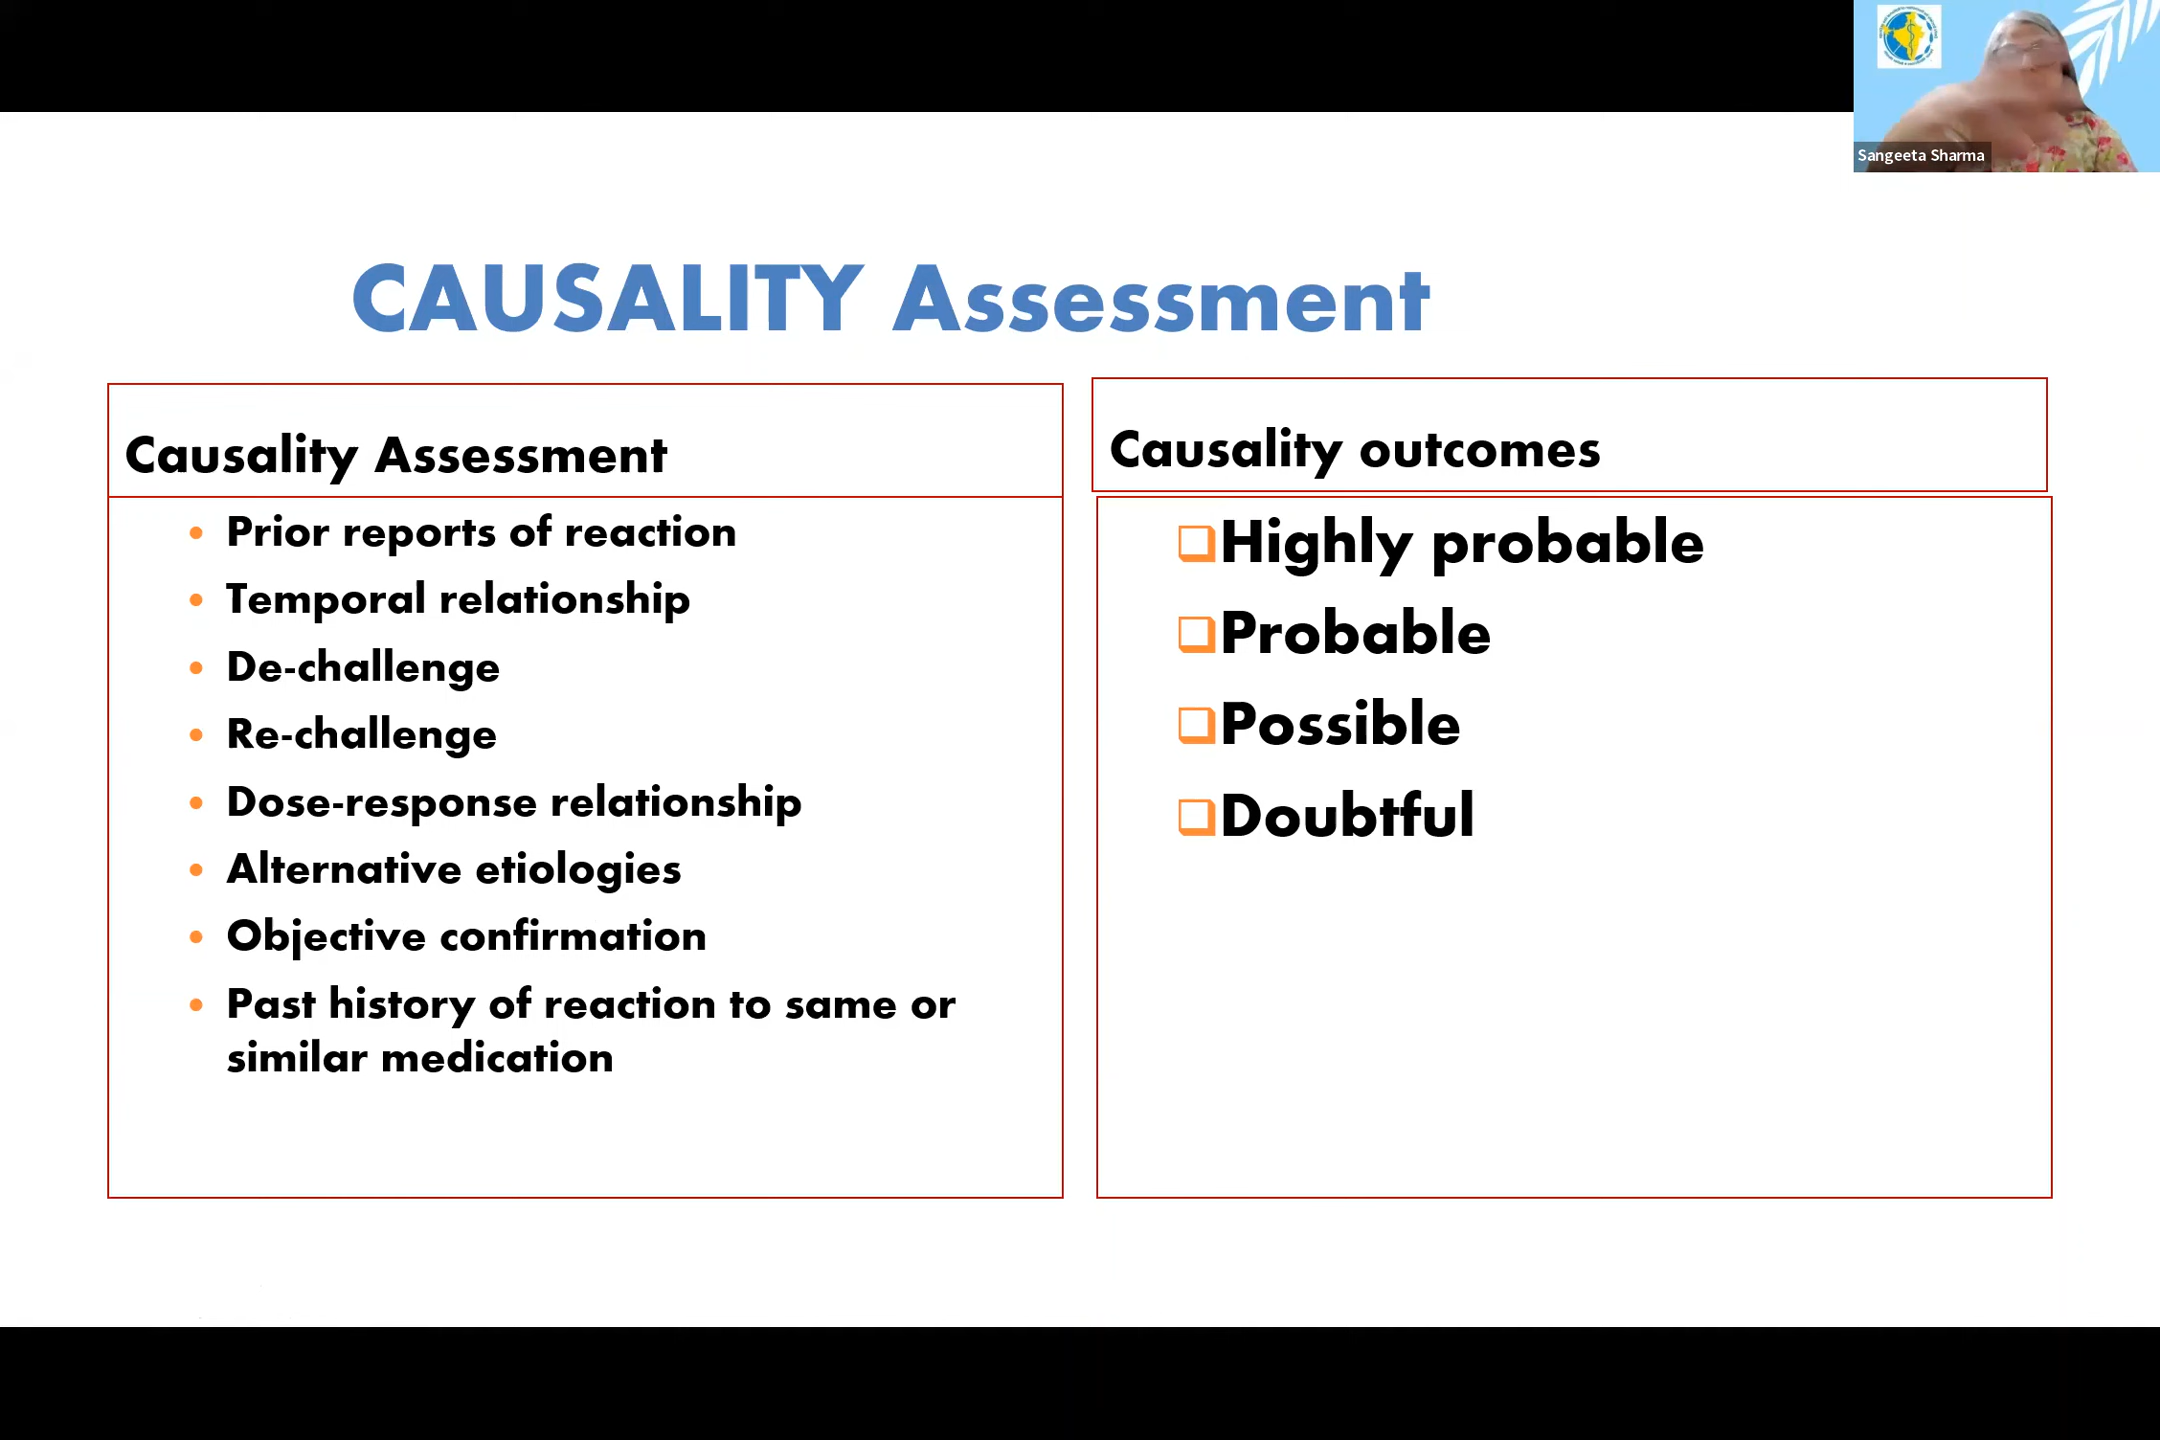 Sangeeta Sharma
CAUSALITY Assessment
Causality Assessment
Prior reports of reaction
Temporal relationship
De-challenge
Re-challenge
Dose-response relationship
Alternative etiologies
Objective confirmation
Past history of reaction to same or
similar medication
Causality outcomes
Highly probable
Probable
Possible
Doubtful